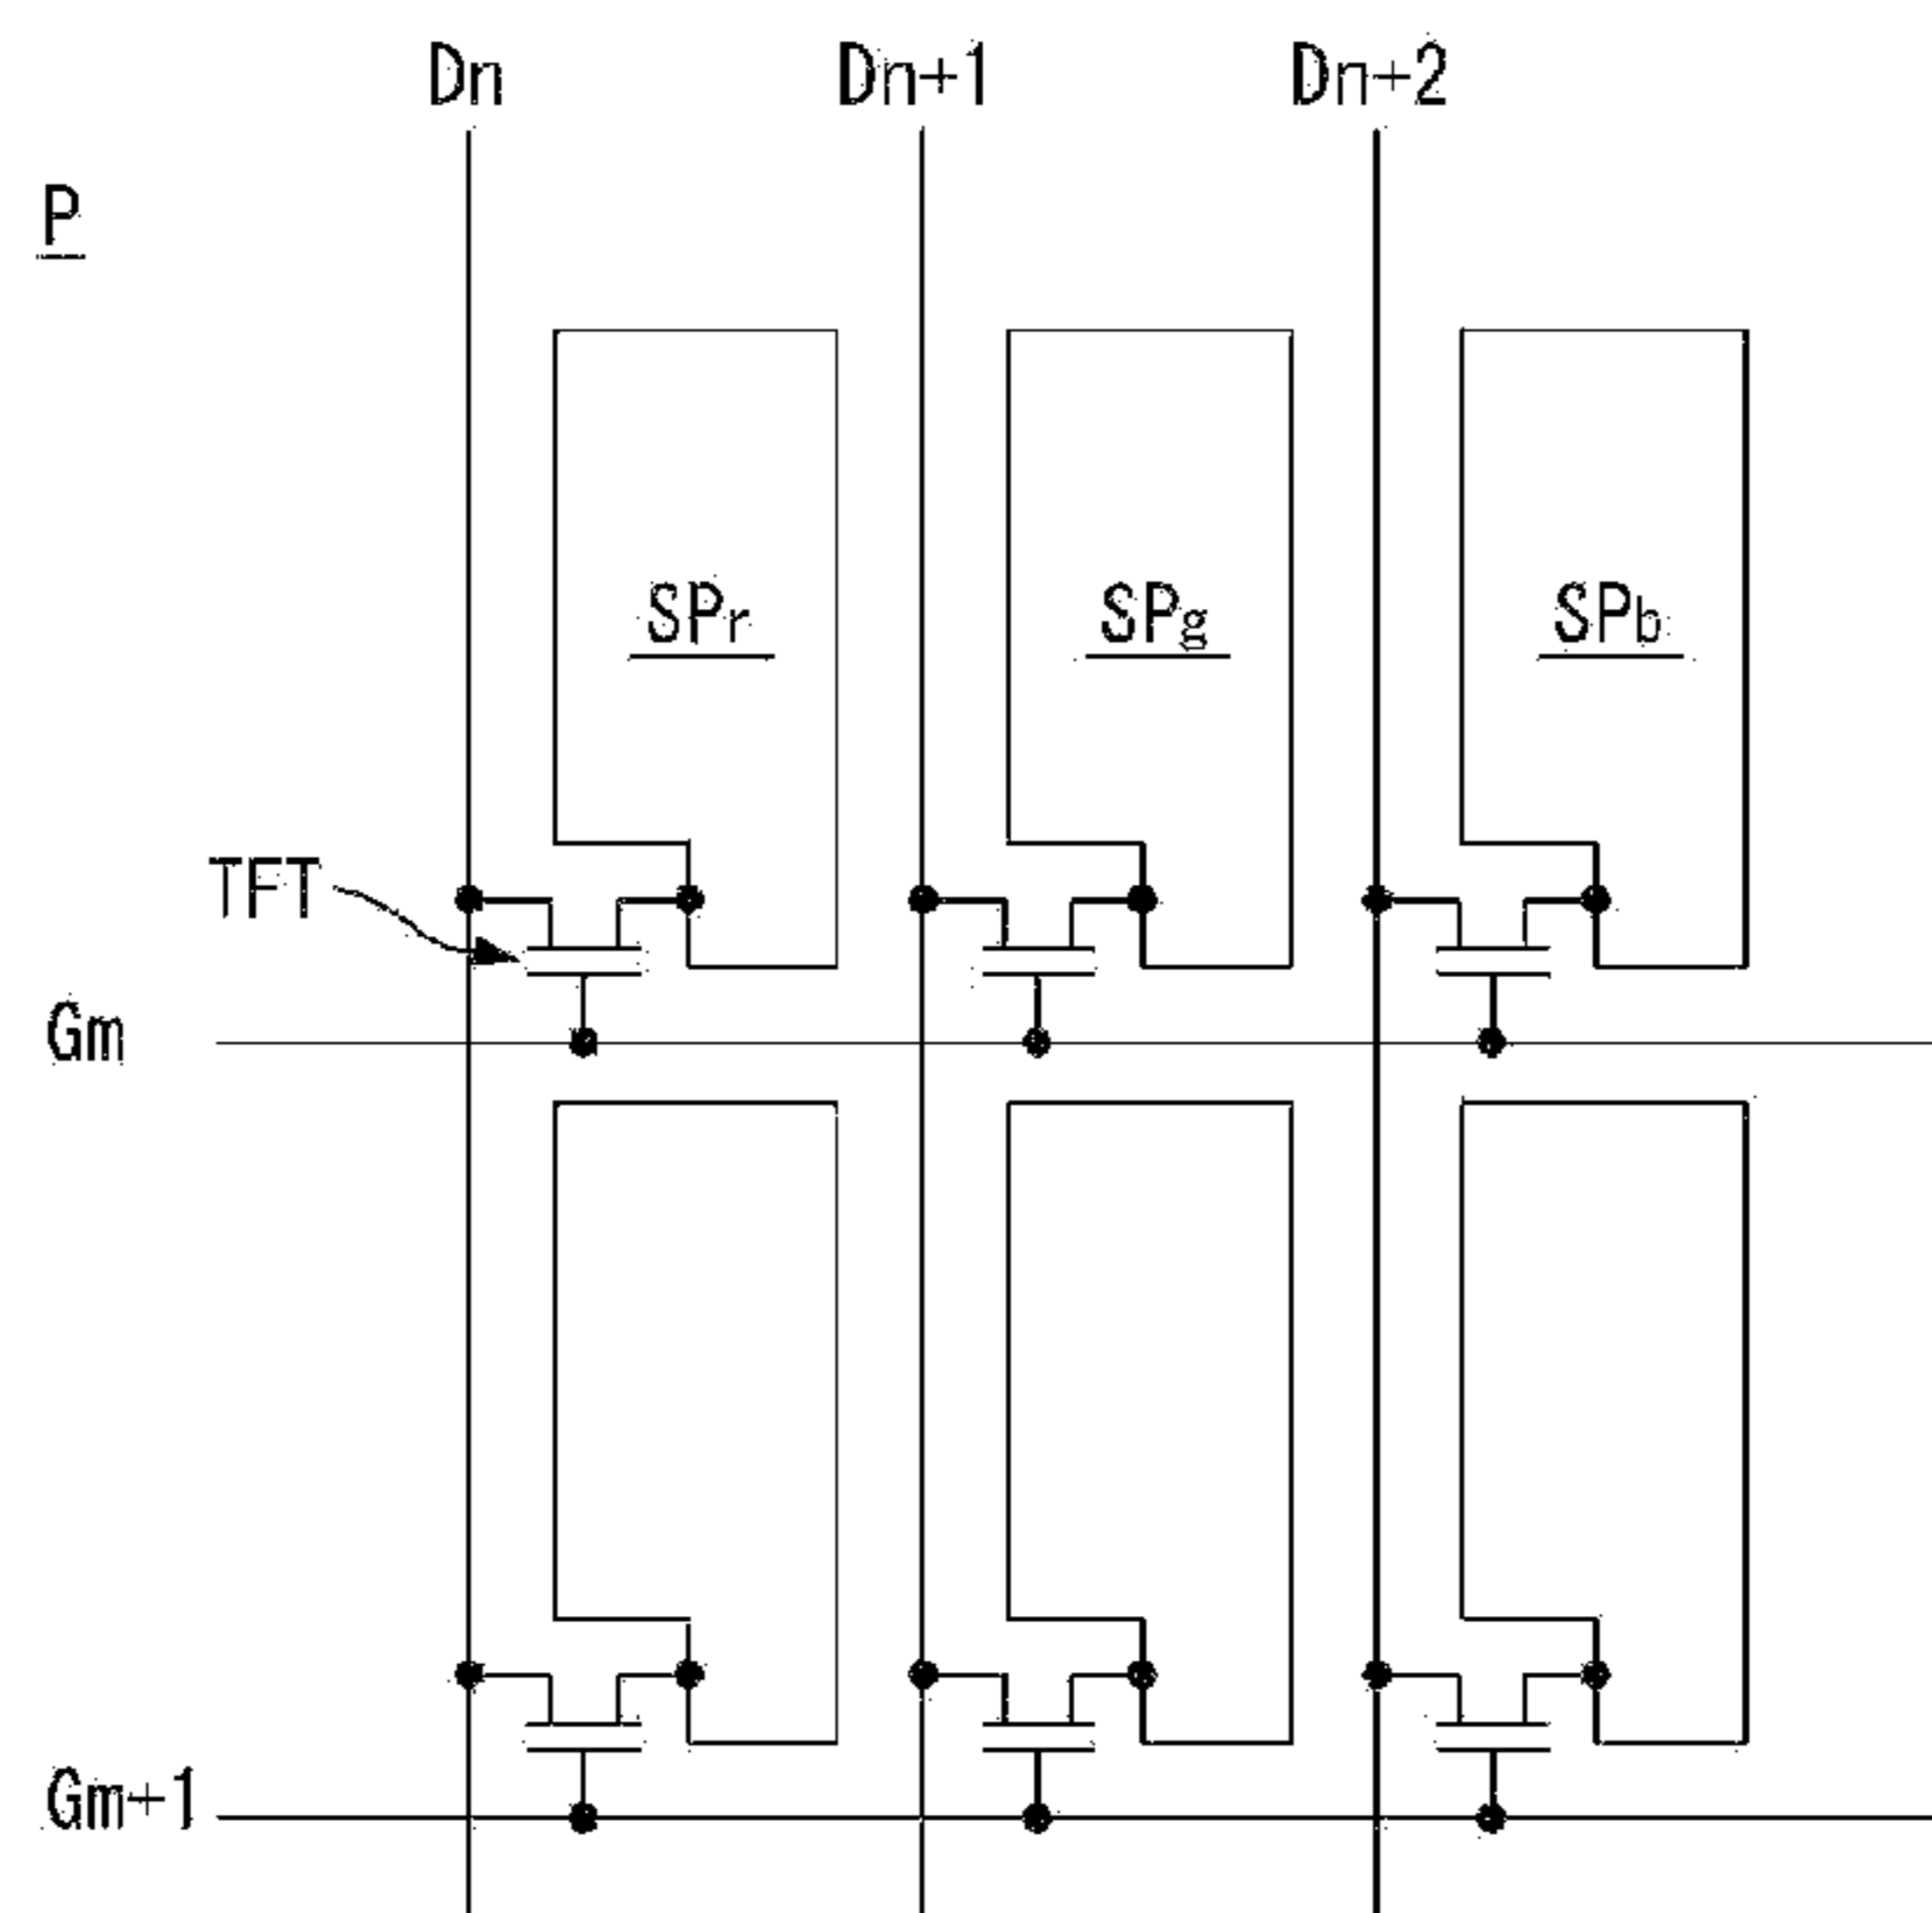 Dn Dn+1 Dn+2
P
SPr SPg SPb
TFT
Gm
Gm+1